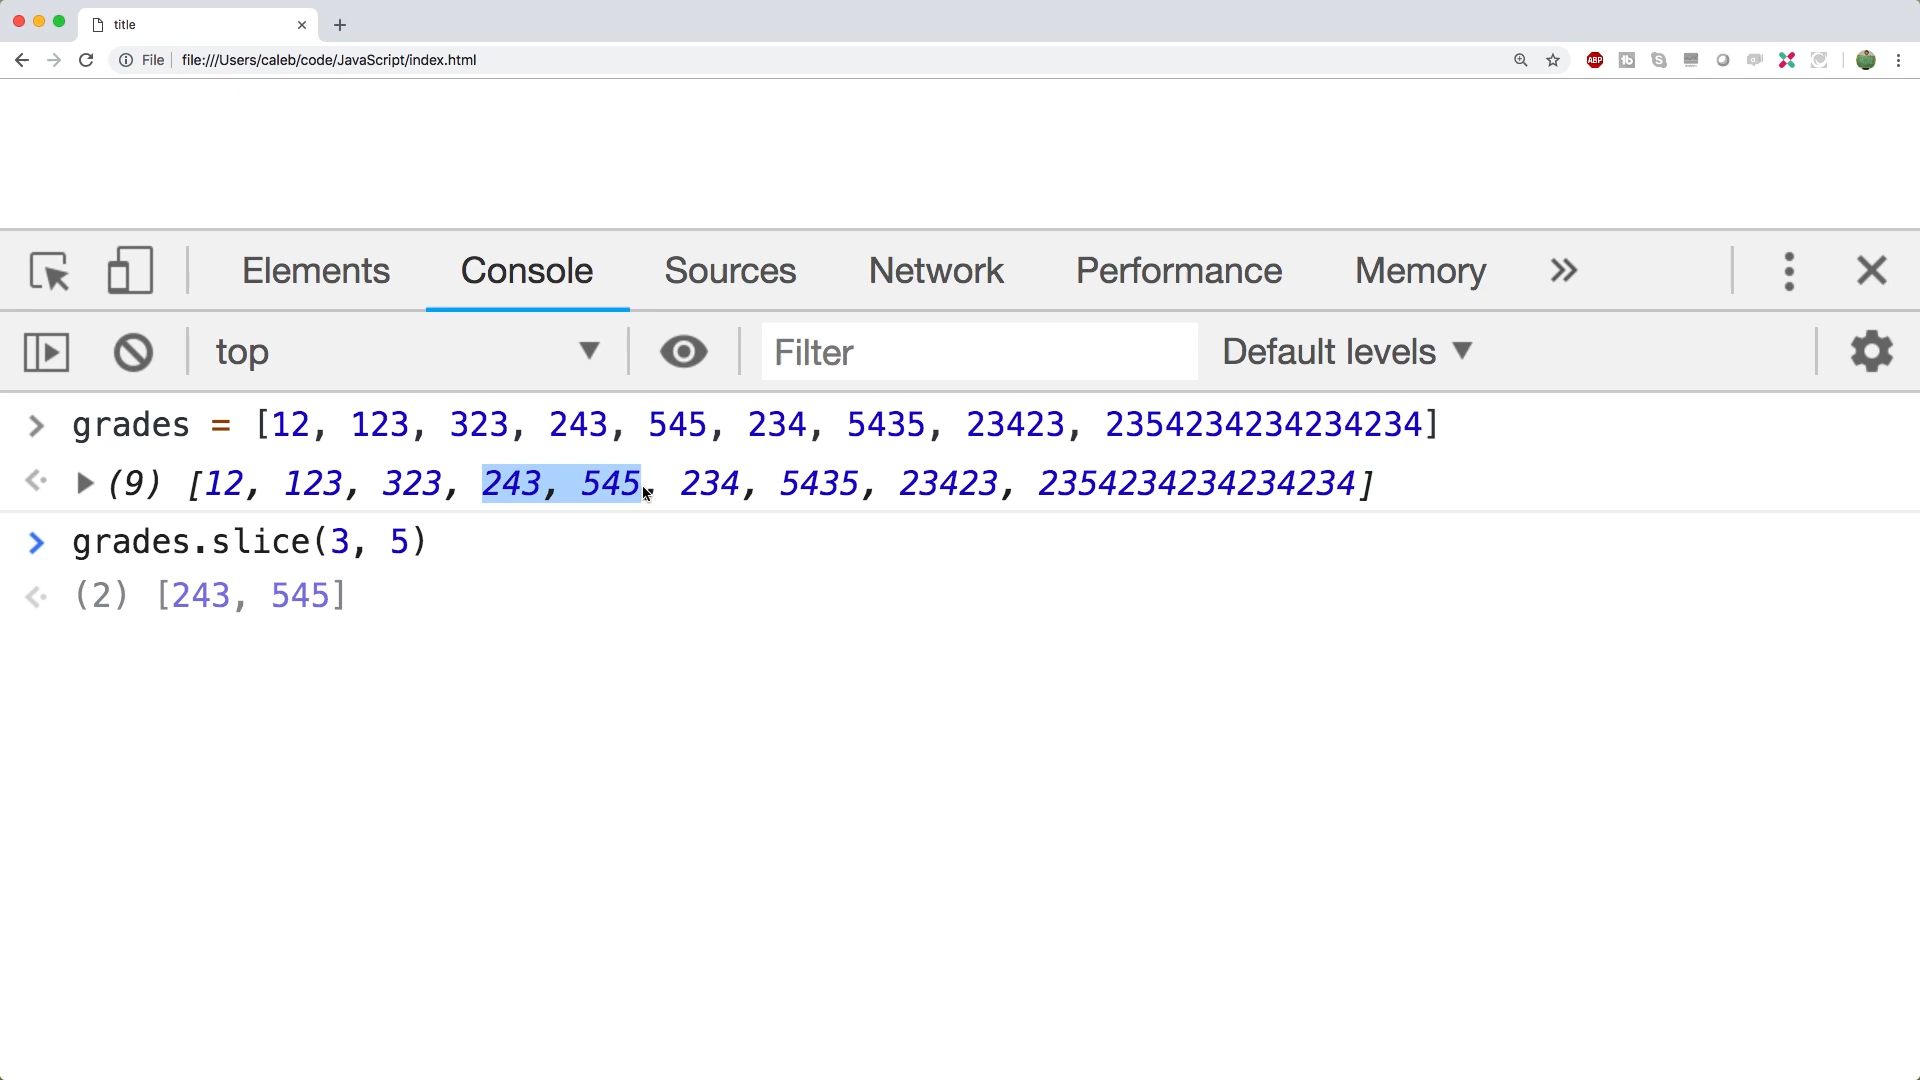 title
File file:///Users/caleb/code/JavaScript/index.html
ABP
Elements Console Sources Network Performance Memory
top Filter Default levels
grades = [12, 123, 323, 243, 545, 234, 5435, 23423, 2354234234234234]
(9) [12, 123, 323, 243, 545, 234, 5435, 23423, 2354234234234234]
grades.slice(3, 5)
(2) [243, 545]